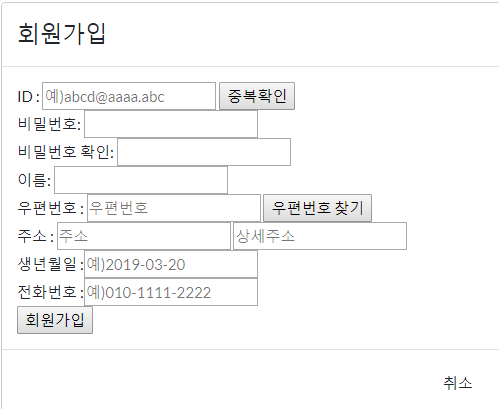 회원가입
ID : 예)abcd@aaaa.abc 중복확인
비밀번호:
비밀번호 확인:
이름:
우편번호 : 우편번호 우편번호 찾기
주소 : 주소 상세주소
생년월일 : 예)2019-03-20
전화번호 : 예)010-1111-2222
회원가입
취소